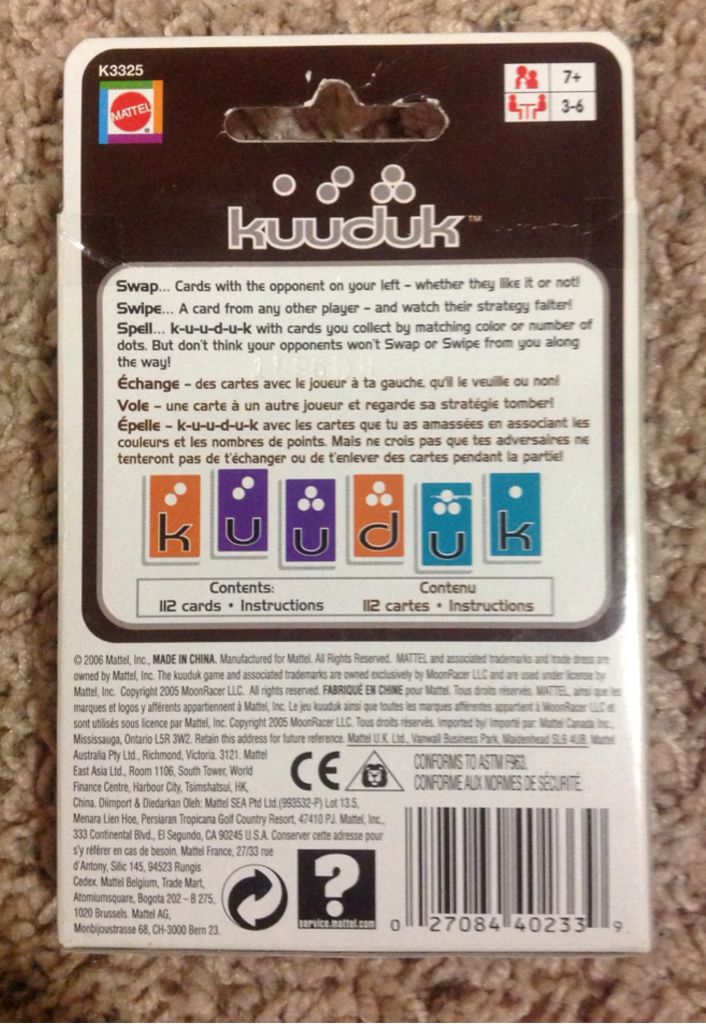 K3325
MATTEL
7+
3-6
kuuduk™
Swap... Cards with the opponent on your left – whether they like it or not!
Swipe... A card from any other player – and watch their strategy falter!
Spell... k-u-u-d-u-k with cards you collect by matching color or number of
dots. But don't think your opponents won't Swap or Swipe from you along
the way!
Échange – des cartes avec le joueur à ta gauche, qu'il le veuille ou non!
Vole – une carte à un autre joueur et regarde sa stratégie tomber!
Épelle – k-u-u-d-u-k avec les cartes que tu as amassées en associant les
couleurs et les nombres de points. Mais ne crois pas que tes adversaires ne
tenteront pas de t'échanger ou de t'enlever des cartes pendant la partie!
k u u d u k
Contents: Contenu
112 cards • Instructions 112 cartes • Instructions
© 2006 Mattel, Inc., MADE IN CHINA. Manufactured for Mattel. All Rights Reserved. MATTEL and associated trademarks and trade dress are
owned by Mattel, Inc. The kuuduk game and associated trademarks are owned exclusively by MoonRacer LLC and are used under license by
Mattel, Inc. Copyright 2005 MoonRacer LLC. All rights reserved. FABRIQUÉ EN CHINE pour Mattel. Tous droits réservés. MATTEL, ainsi que les
marques et logos y afférents appartiennent à Mattel, Inc. Le jeu kuuduk ainsi que toutes les marques afférentes appartient à MoonRacer LLC et
sont utilisés sous licence par Mattel, Inc. Copyright 2005 MoonRacer LLC. Tous droits réservés. Imported by/ Importé par: Mattel Canada Inc.,
Mississauga, Ontario L5R 3W2. Retain this address for future reference. Mattel U.K. Ltd., Vanwall Business Park, Maidenhead SL6 4UB. Mattel
Australia Pty Ltd., Richmond, Victoria. 3121. Mattel
East Asia Ltd., Room 1106, South Tower, World
Finance Centre, Harbour City, Tsimshatsui, HK,
China. Diimport & Diedarkan Oleh: Mattel SEA Ptd Ltd.(993532-P) Lot 13.5,
Menara Lien Hoe, Persiaran Tropicana Golf Country Resort, 47410 PJ. Mattel, Inc.,
333 Continental Blvd., El Segundo, CA 90245 U.S.A. Conserver cette adresse pour
s'y référer en cas de besoin. Mattel France, 27/33 rue
d'Antony, Silic 145, 94523 Rungis
Cedex. Mattel Belgium, Trade Mart,
Atomiumsquare, Bogota 202 – B 275,
1020 Brussels. Mattel AG,
Monbijoustrasse 68, CH-3000 Bern 23.
CE
CONFORMS TO ASTM F963.
CONFORME AUX NORMES DE SÉCURITÉ.
?
service.mattel.com
0 27084 40233 9